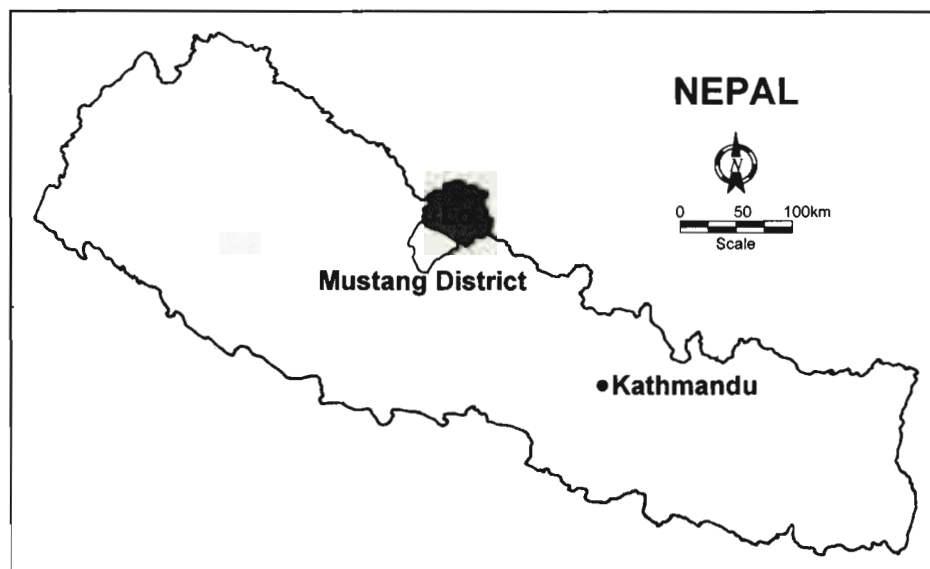 NEPAL
N
0 50 100km
Scale
Mustang District
Kathmandu